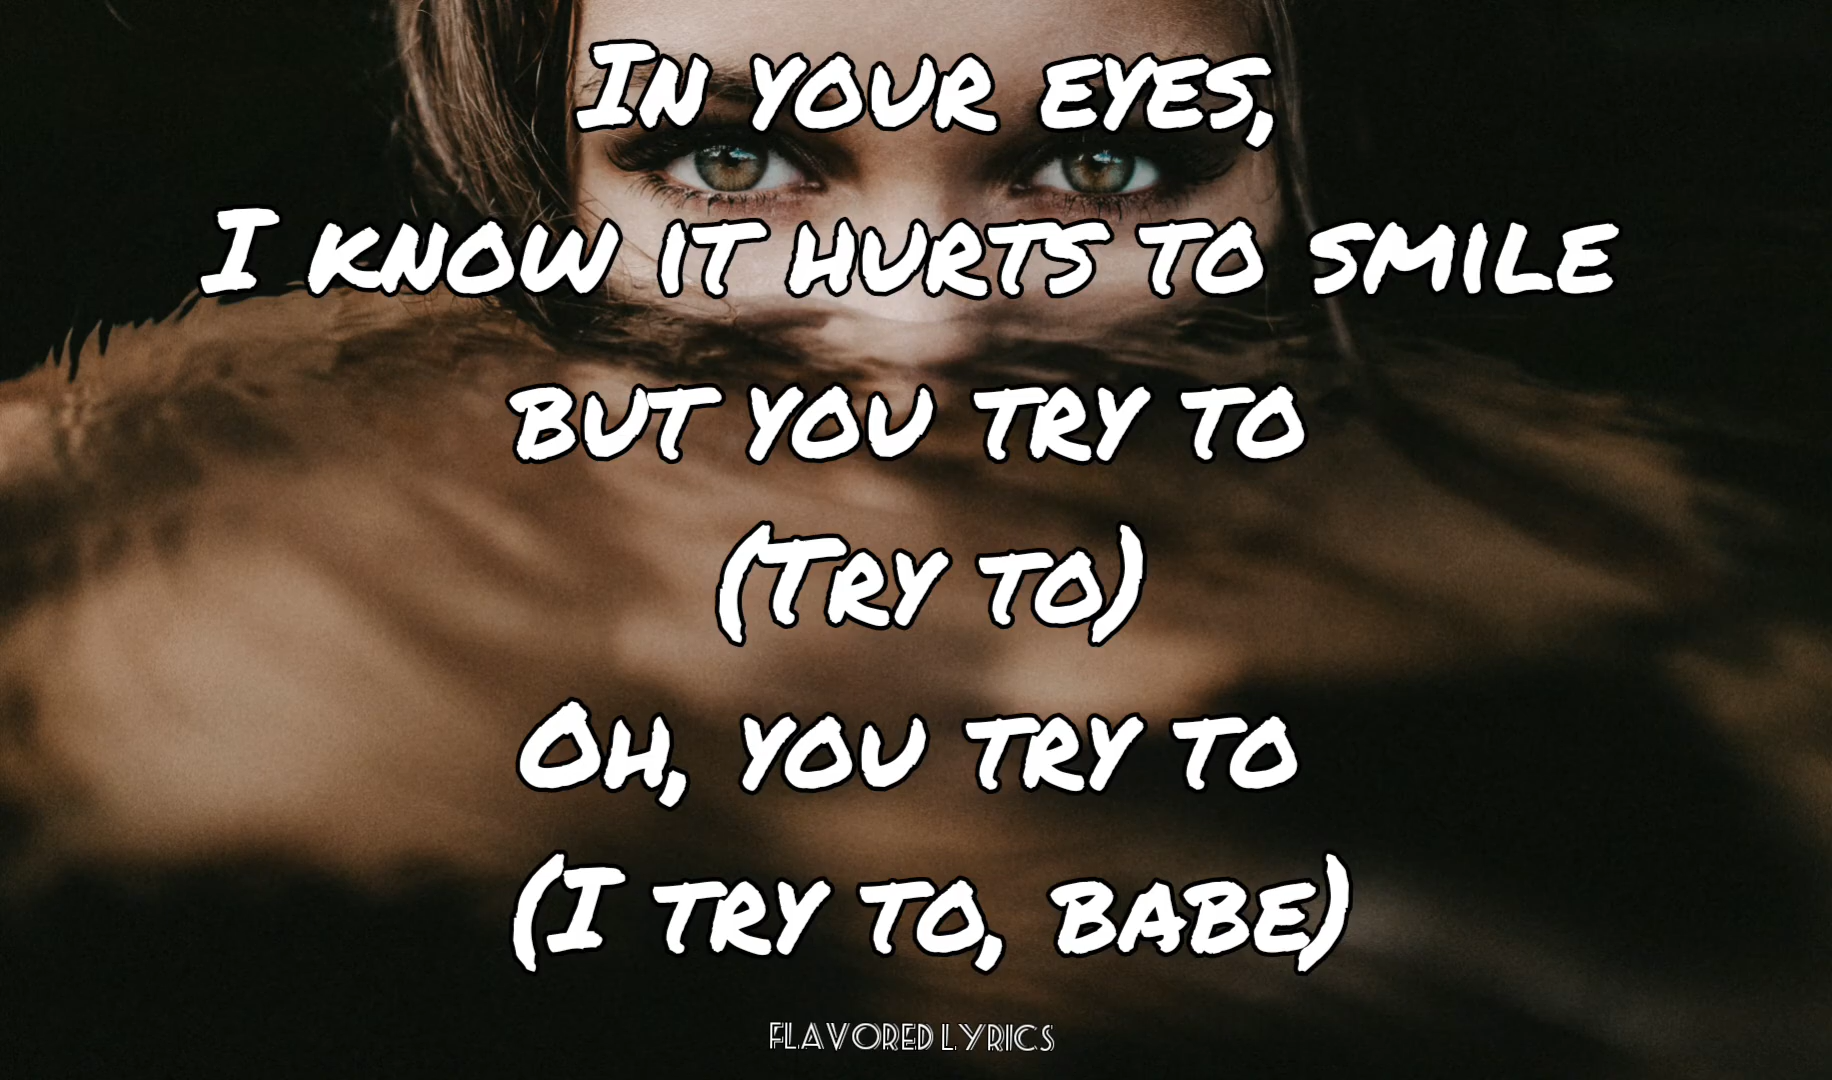 In your eyes,
I know it hurts to smile
but you try to
(Try to)
Oh, you try to
(I try to, babe)
FLAVORED LYRICS